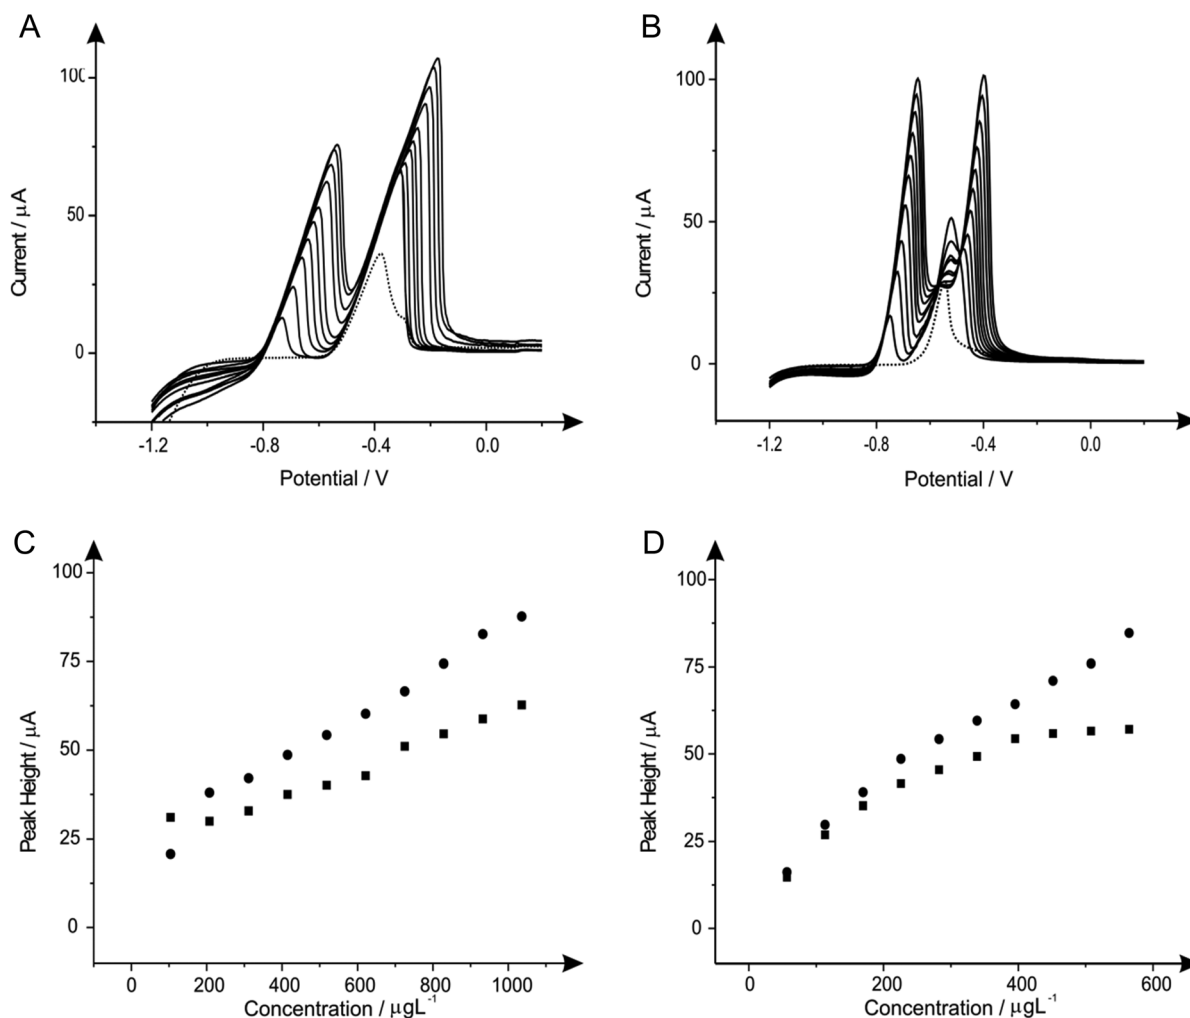 A
B
100
50
0
Current / μA
-1.2
-0.8
-0.4
0.0
Potential / V
100
50
0
Current / μA
-1.2
-0.8
-0.4
0.0
Potential / V
C
D
100
75
50
25
0
Peak Height / μA
0
200
400
600
800
1000
Concentration / μgL⁻¹
100
75
50
25
0
Peak Height / μA
0
200
400
600
Concentration / μgL⁻¹